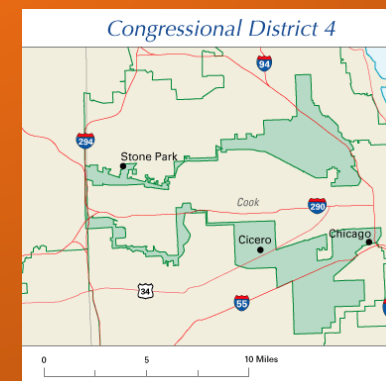 Congressional District 4
94
294
Stone Park
Cook
290
Chicago
Cicero
34
55
0 5 10 Miles